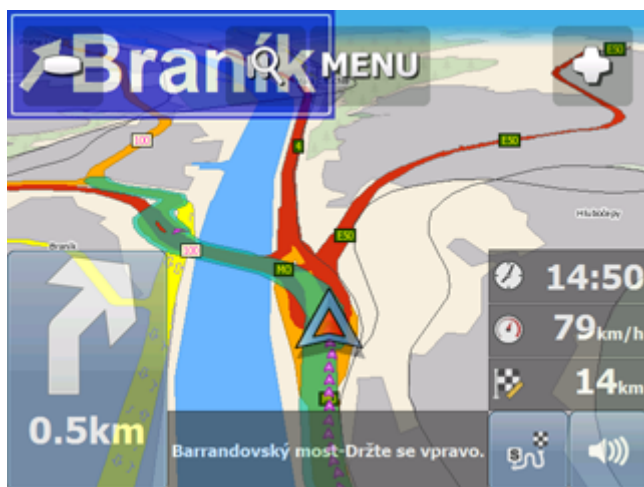 Braník
MENU
E50
100
4
E50
Hlubočepy
Braník
100
E50
M0
14:50
79km/h
14km
0.5km
Barrandovský most-Držte se vpravo.
S